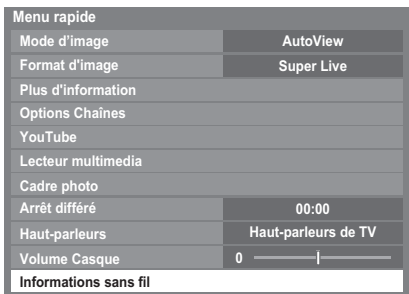 Menu rapide
Mode d'image AutoView
Format d'image Super Live
Plus d'information
Options Chaînes
YouTube
Lecteur multimedia
Cadre photo
Arrêt différé 00:00
Haut-parleurs Haut-parleurs de TV
Volume Casque 0
Informations sans fil